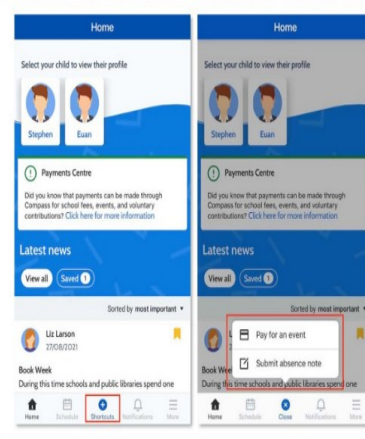 Home
Select your child to view their profile
Stephen Euan
Payments Centre
Did you know that payments can be made through
Compass for school fees, events, and voluntary
contributions? Click here for more information
Latest news
View all Saved 1
Sorted by most important
Liz Larson
27/08/2021
Book Week
During this time schools and public libraries spend one
Home Schedule Shortcuts Notifications More
Home
Select your child to view their profile
Stephen Euan
Payments Centre
Did you know that payments can be made through
Compass for school fees, events, and voluntary
contributions? Click here for more information
Latest news
View all Saved 1
Sorted by most important
Pay for an event
Submit absence note
Book Week
During this time schools and public libraries spend one
Home Schedule Close Notifications More